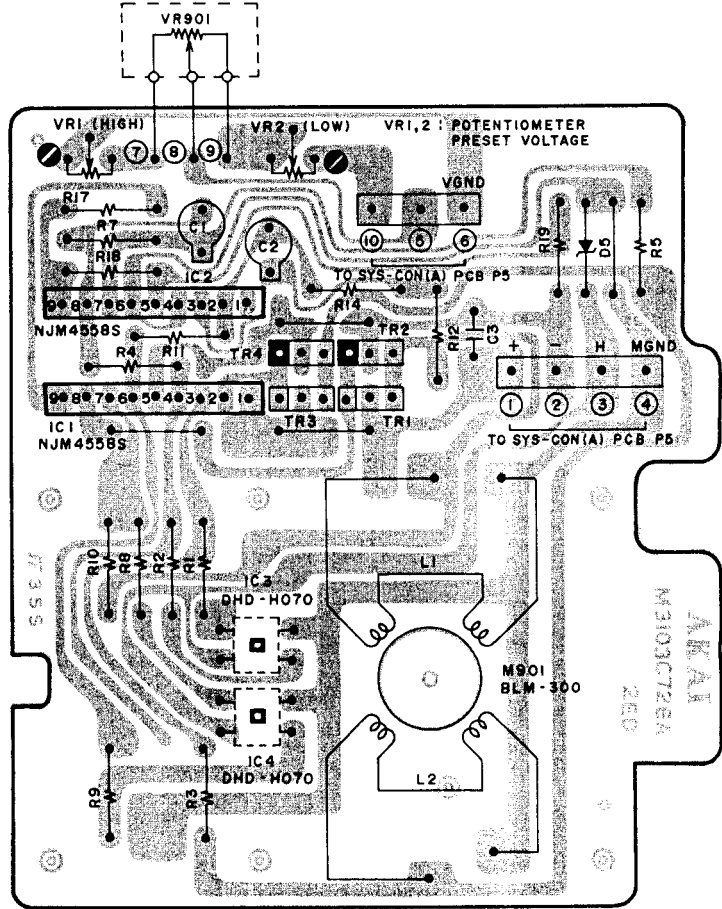 VR901
VR1 (HIGH)
7
8
9
VR2 (LOW)
VR1,2 : POTENTIOMETER
PRESET VOLTAGE
VGND
R17
R7
R18
C1
C2
IC2
10
5
6
TO SYS-CON(A) PCB P5
R19
D5
R5
R14
9 8 7 6 5 4 3 2 1
NJM4558S
R11
R4
TR4
TR2
R12
C3
+
-
H
MGND
9 8 7 6 5 4 3 2 1
IC1
NJM4558S
TR3
TR1
1
2
3
4
TO SYS-CON(A) PCB P5
R10
R8
R2
R1
IC3
DHD-H070
L1
M901
BLM-300
IC4
DHD-H070
L2
R9
R3
AKAI
M3103C726A